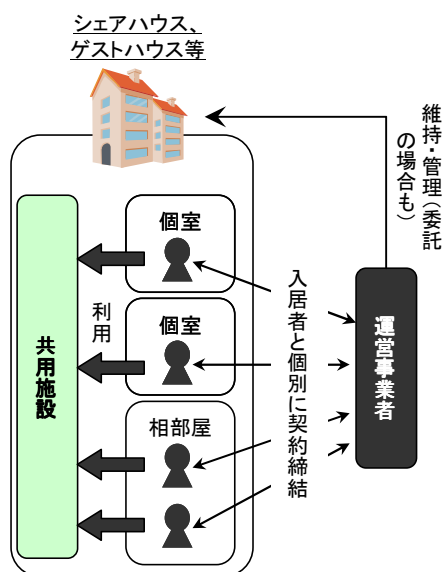 シェアハウス、
ゲストハウス等
維持・管理(委託
の場合も)
個室
利用
個室
共用施設
相部屋
入居者と個別に契約締結
運営事業者